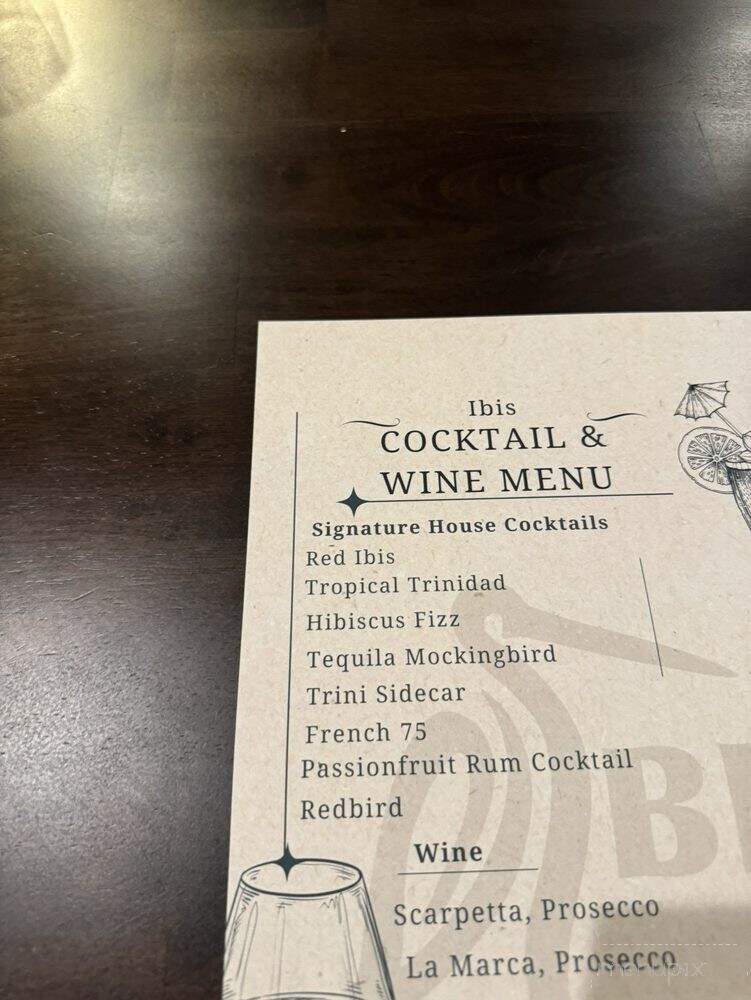 Ibis
COCKTAIL &
WINE MENU
Signature House Cocktails
Red Ibis
Tropical Trinidad
Hibiscus Fizz
Tequila Mockingbird
Trini Sidecar
French 75
Passionfruit Rum Cocktail
Redbird
Wine
Scarpetta, Prosecco
La Marca, Prosecco
menupix